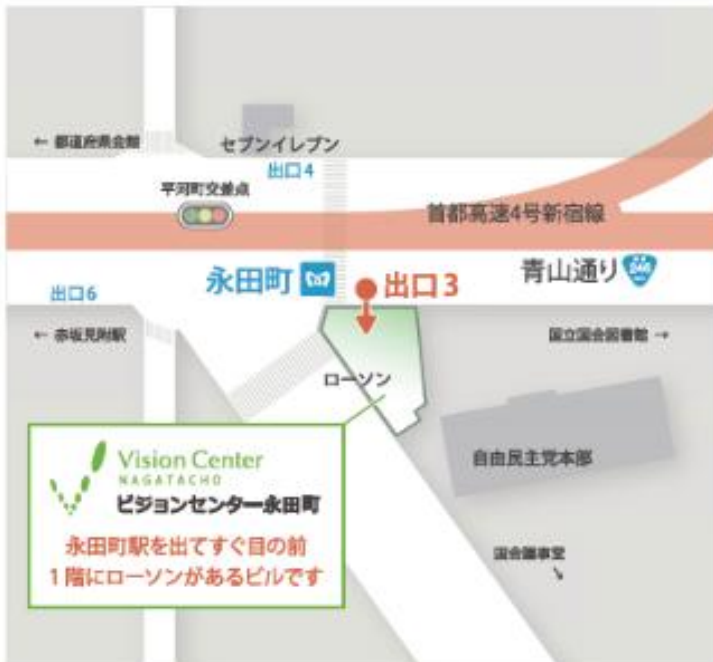 ← 都道府県会館
セブンイレブン
出口4
平河町交差点
首都高速4号新宿線
永田町
出口3
青山通り
246
出口6
← 赤坂見附駅
国立国会図書館 →
ローソン
自由民主党本部
国会議事堂
↘
Vision Center
NAGATACHO
ビジョンセンター永田町
永田町駅を出てすぐ目の前
1階にローソンがあるビルです